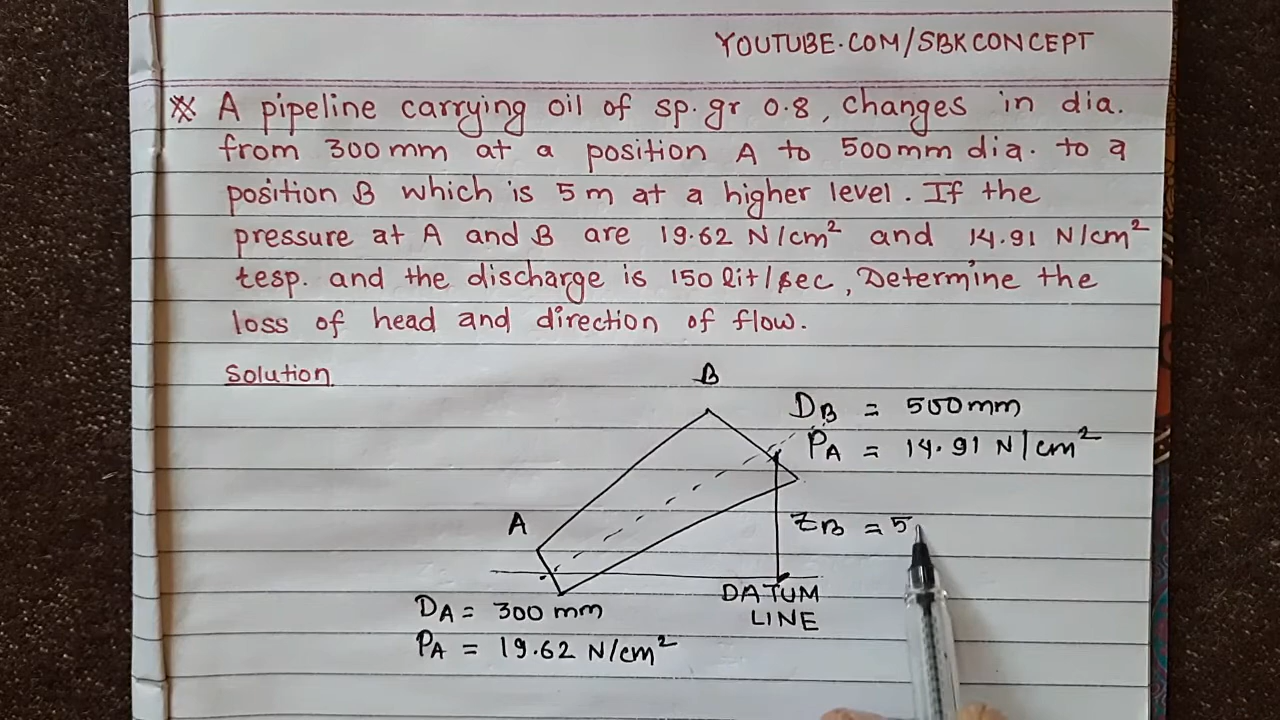 YOUTUBE.COM/SBKCONCEPT
※ A pipeline carrying oil of sp.gr 0.8, changes in dia.
from 300mm at a position A to 500mm dia. to a
position B which is 5m at a higher level. If the
pressure at A and B are 19.62 N/cm² and 14.91 N/cm²
tesp. and the discharge is 150 lit/sec, Determine the
loss of head and direction of flow.
Solution
B
DB = 500mm
PA = 14.91 N/cm²
A
ZB = 5
DATUM
LINE
DA = 300mm
PA = 19.62 N/cm²